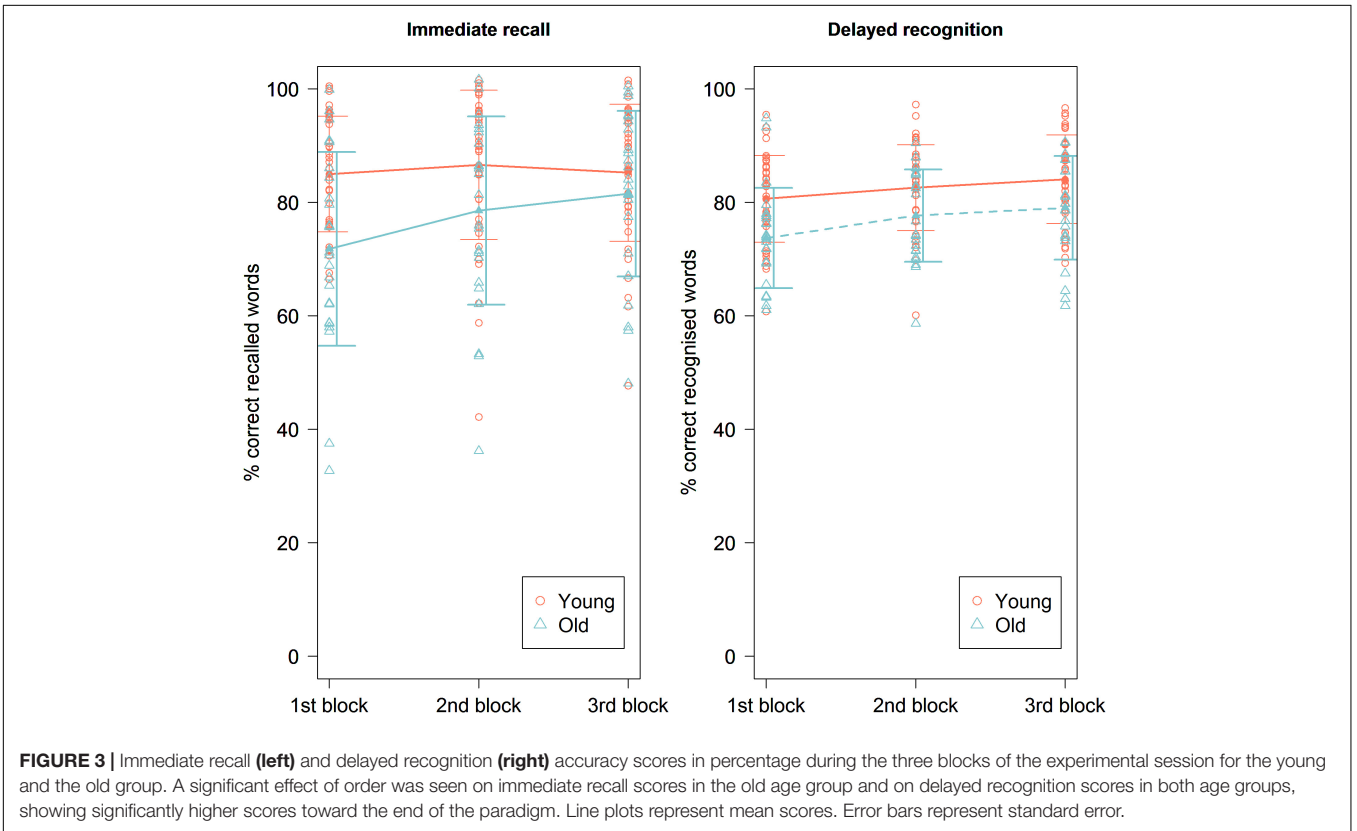 Immediate recall
% correct recalled words
100
80
60
40
20
0
1st block 2nd block 3rd block
Young
Old
Delayed recognition
% correct recognised words
100
80
60
40
20
0
1st block 2nd block 3rd block
Young
Old
FIGURE 3 | Immediate recall (left) and delayed recognition (right) accuracy scores in percentage during the three blocks of the experimental session for the young
and the old group. A significant effect of order was seen on immediate recall scores in the old age group and on delayed recognition scores in both age groups,
showing significantly higher scores toward the end of the paradigm. Line plots represent mean scores. Error bars represent standard error.